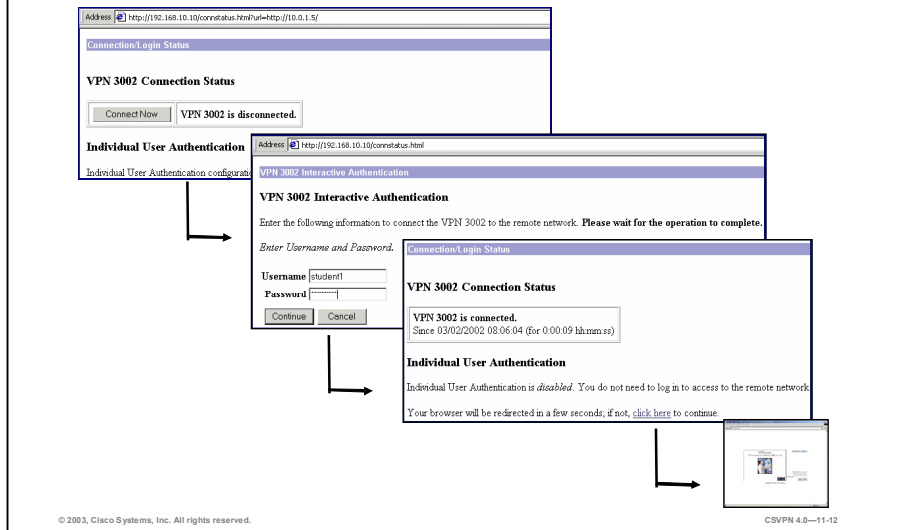 Address http://192.168.10.10/connstatus.html?url=http://10.0.1.5/
Connection/Login Status
VPN 3002 Connection Status
Connect Now
VPN 3002 is disconnected.
Individual User Authentication
Individual User Authentication
Address http://192.168.10.10/connstatus.html
VPN 3002 Interactive Authentication
VPN 3002 Interactive Authentication
Enter the following information to connect the VPN 3002 to the remote network. Please wait for the operation to complete.
Enter Username and Password.
Username student1
Password
Continue Cancel
Connection/Login Status
VPN 3002 Connection Status
VPN 3002 is connected.
Since 03/02/2002 08:06:04 (for 0:00:09 hh:mm:ss)
Individual User Authentication
Individual User Authentication is disabled. You do not need to log in to access to the remote network
Your browser will be redirected in a few seconds; if not, click here to continue.
© 2003, Cisco Systems, Inc. All rights reserved.
CSVPN 4.0—11-12